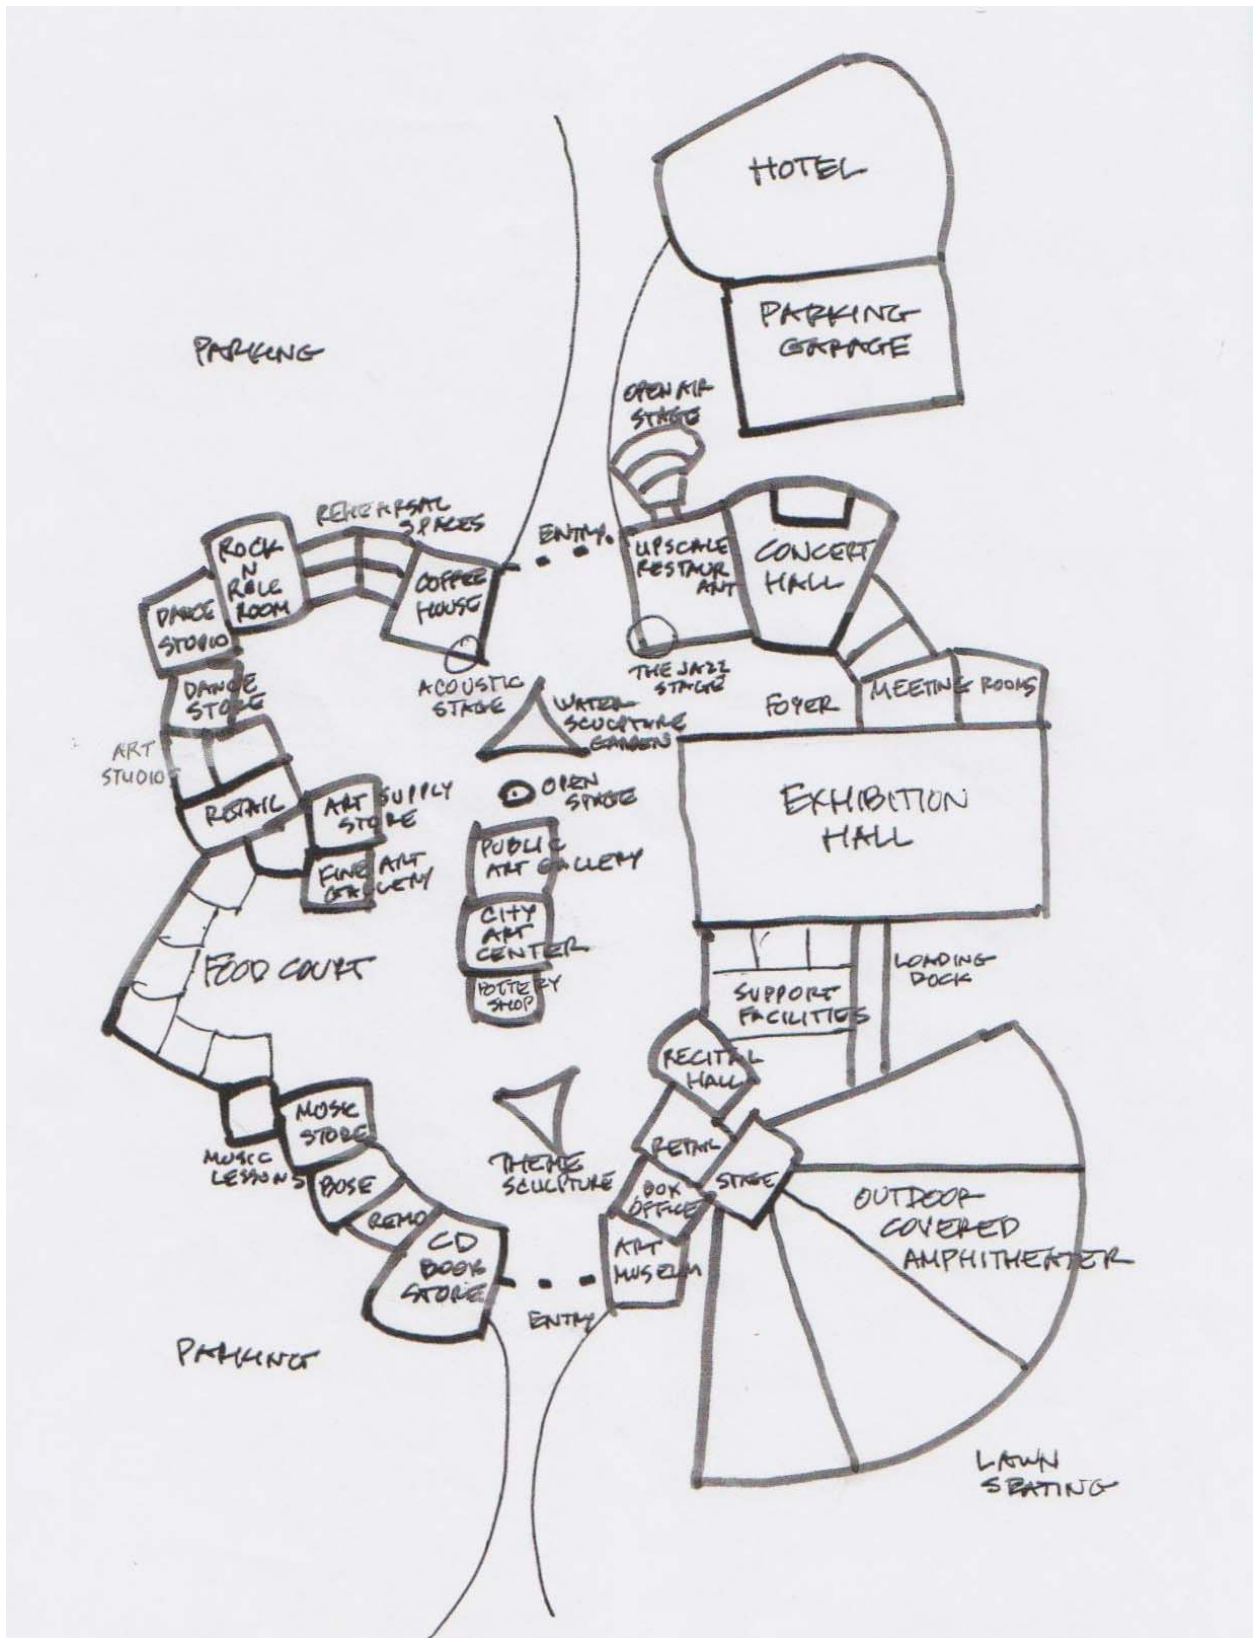 HOTEL
PARKING
GARAGE
PARKING
OPEN AIR
STAGE
REHEARSAL
SPACES
ENTRY
ROCK
N
ROLE
ROOM
COFFEE
HOUSE
UPSCALE
RESTAUR
ANT
CONCERT
HALL
DANCE
STUDIO
ACOUSTIC
STAGE
THE JAZZ
STAGE
DANCE
STORE
WATER
SCULPTURE
GARDEN
FOYER
MEETING ROOMS
ART
STUDIO
RETAIL
ART SUPPLY
STORE
OPEN
STAGE
EXHIBITION
HALL
FINE ART
GALLERY
PUBLIC
ART GALLERY
CITY
ART
CENTER
POTTERY
SHOP
FOOD COURT
SUPPORT
FACILITIES
LOADING
DOCK
RECITAL
HALL
MUSIC
STORE
MUSIC
LESSONS
BOSE
REMO
CD
BOOK
STORE
THEME
SCULPTURE
RETAIL
BOX
OFFICE
STAGE
ART
MUSEUM
ENTRY
OUTDOOR
COVERED
AMPHITHEATER
PARKING
LAWN
SEATING